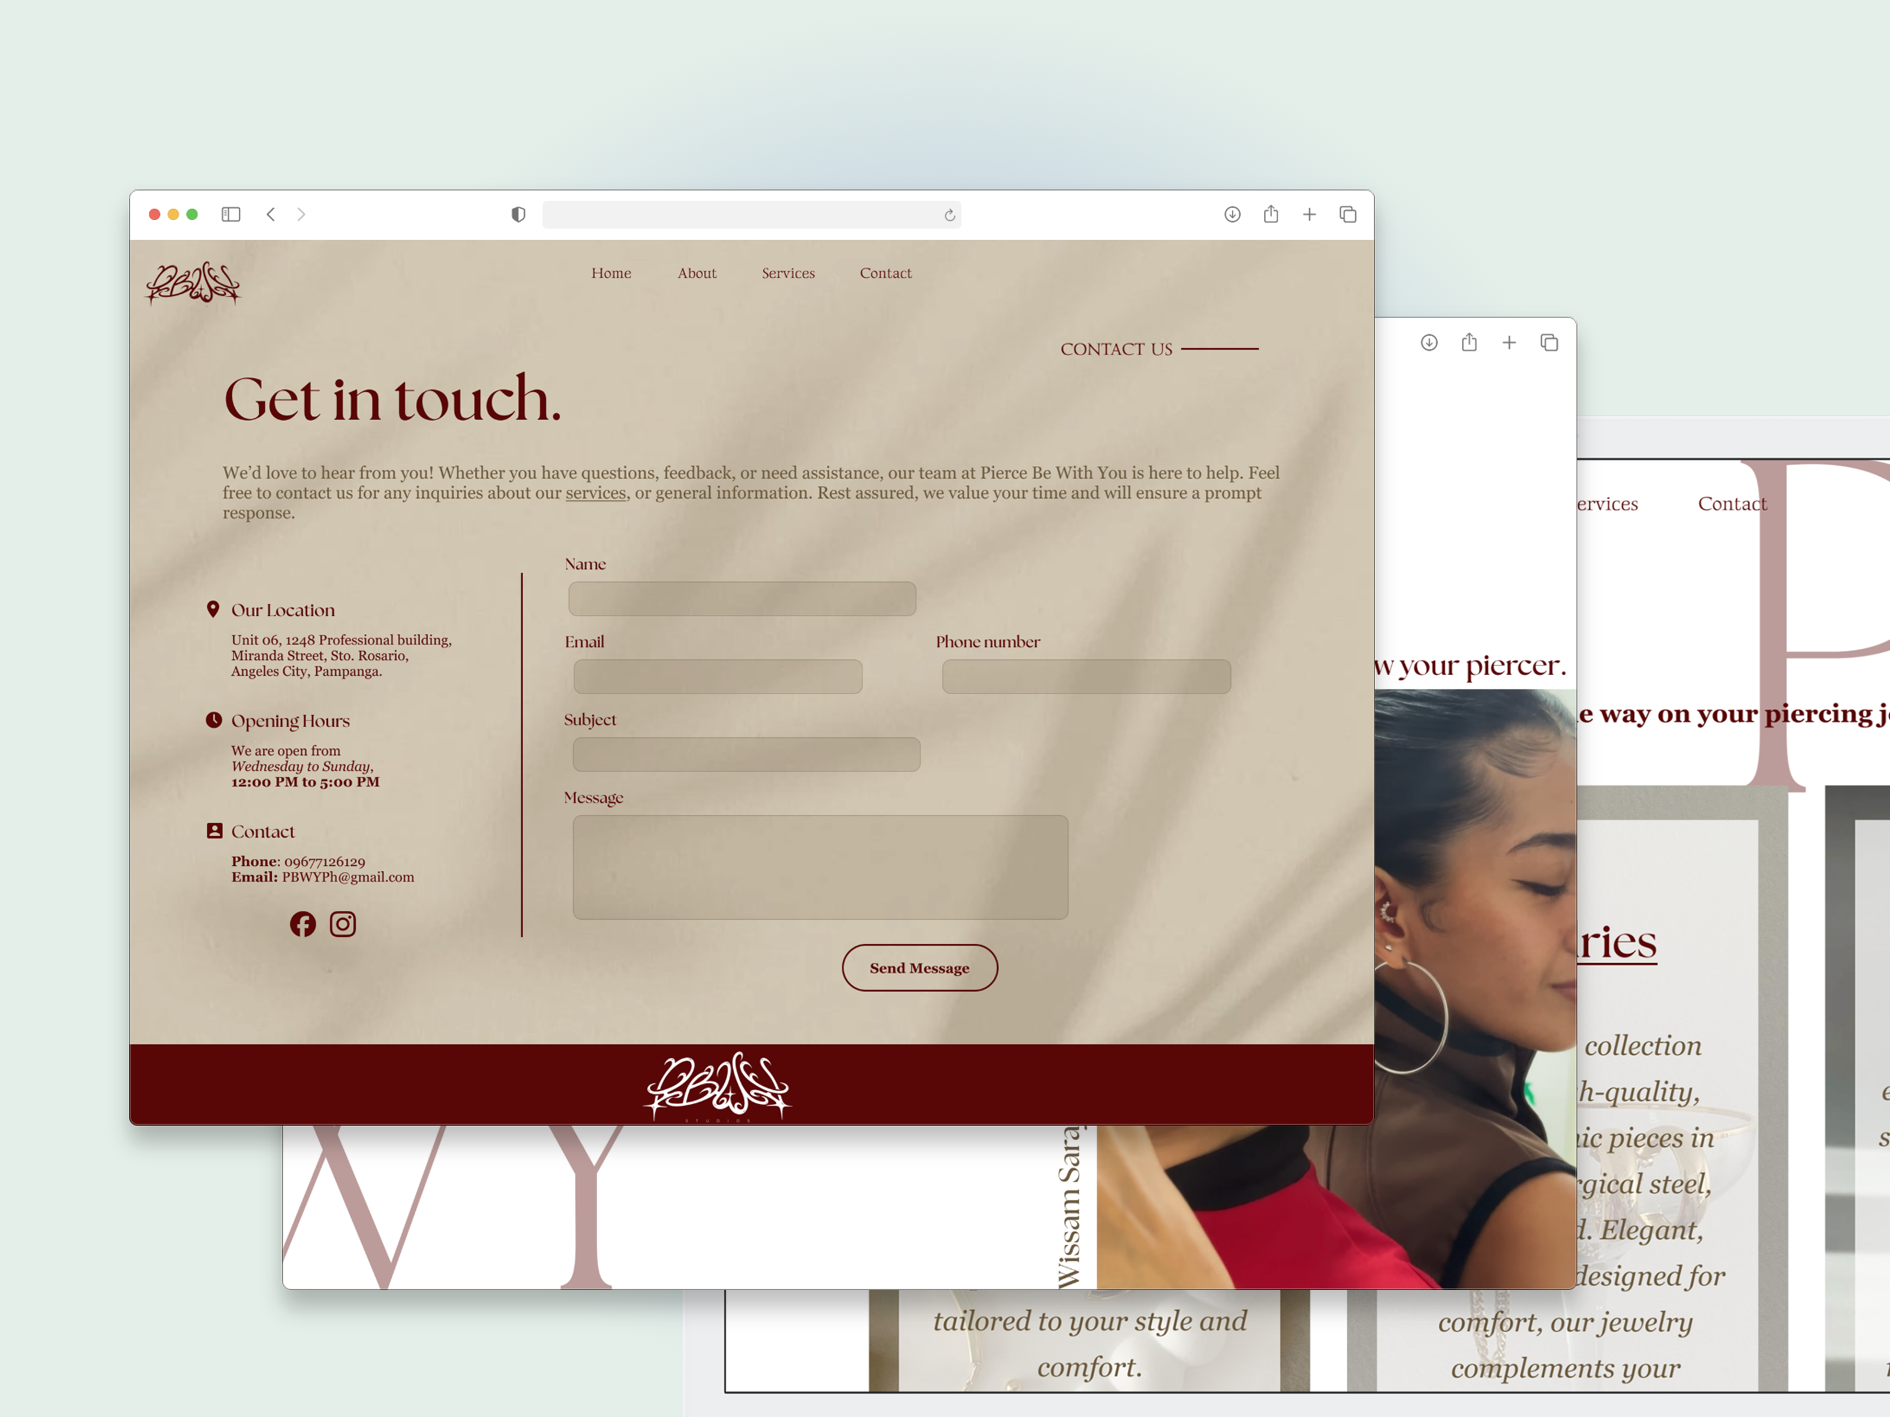 PBWY
Home About Services Contact
CONTACT US
Get in touch.
We'd love to hear from you! Whether you have questions, feedback, or need assistance, our team at Pierce Be With You is here to help. Feel
free to contact us for any inquiries about our services, or general information. Rest assured, we value your time and will ensure a prompt
response.
Our Location
Unit 06, 1248 Professional building,
Miranda Street, Sto. Rosario,
Angeles City, Pampanga.
Opening Hours
We are open from
Wednesday to Sunday,
12:00 PM to 5:00 PM
Contact
Phone: 09677126129
Email: PBWYPh@gmail.com
Name
Email
Phone number
Subject
Message
Send Message
PBWY
STUDIOS
w your piercer.
WY
Wissam Sara
ervices Contact
P
e way on your piercing j
ries
collection
h-quality,
ic pieces in
rgical steel,
d. Elegant,
designed for
comfort, our jewelry
complements your
tailored to your style and
comfort.